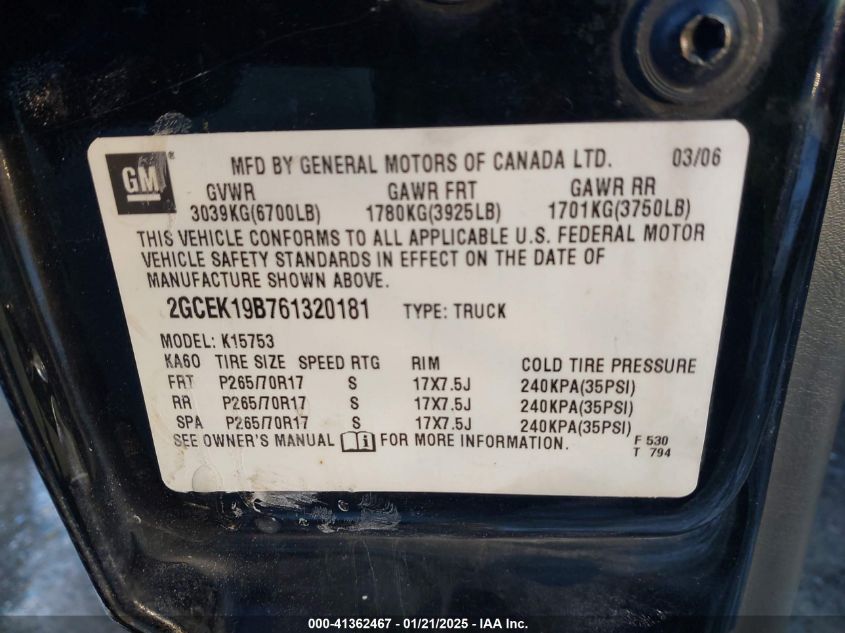 GM ® MFD BY GENERAL MOTORS OF CANADA LTD. 03/06
GVWR GAWR FRT GAWR RR
3039KG(6700LB) 1780KG(3925LB) 1701KG(3750LB)
THIS VEHICLE CONFORMS TO ALL APPLICABLE U.S. FEDERAL MOTOR
VEHICLE SAFETY STANDARDS IN EFFECT ON THE DATE OF
MANUFACTURE SHOWN ABOVE.
2GCEK19B761320181 TYPE: TRUCK
MODEL: K15753
KA60 TIRE SIZE SPEED RTG RIM COLD TIRE PRESSURE
FRT P265/70R17 S 17X7.5J 240KPA(35PSI)
RR P265/70R17 S 17X7.5J 240KPA(35PSI)
SPA P265/70R17 S 17X7.5J 240KPA(35PSI)
SEE OWNER'S MANUAL i FOR MORE INFORMATION.
F 530
T 794
000-41362467 - 01/21/2025 - IAA Inc.